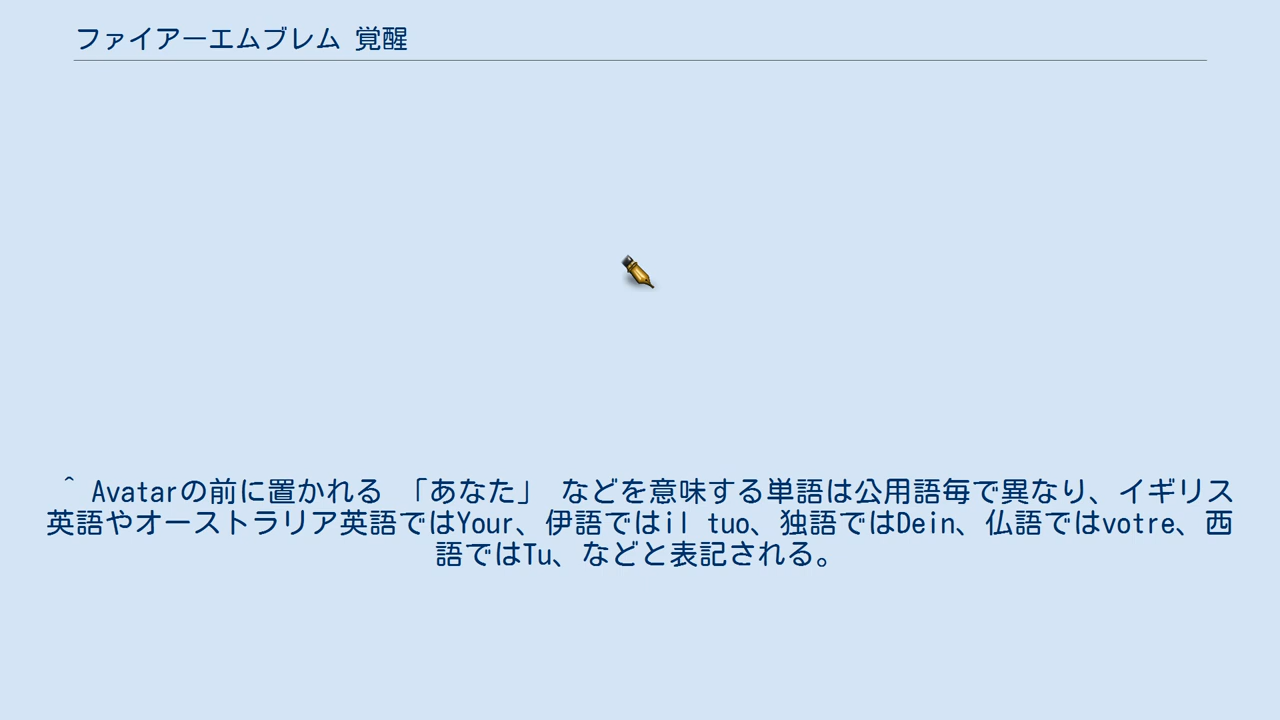 ファイアーエムブレム 覚醒
^ Avatarの前に置かれる 「あなた」 などを意味する単語は公用語毎で異なり、イギリス
英語やオーストラリア英語ではYour、伊語ではil tuo、独語ではDein、仏語ではvotre、西
語ではTu、などと表記される。